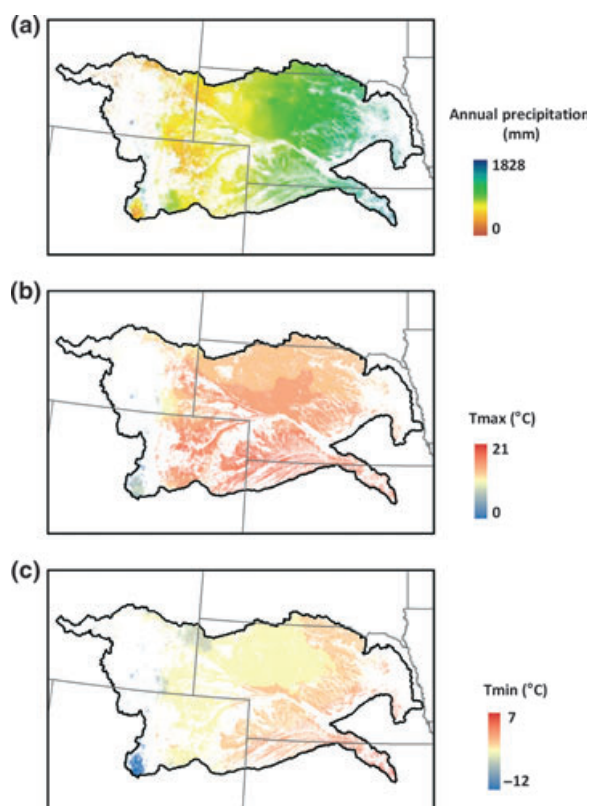 (a)
Annual precipitation
(mm)
1828
0
(b)
Tmax (°C)
21
0
(c)
Tmin (°C)
7
−12